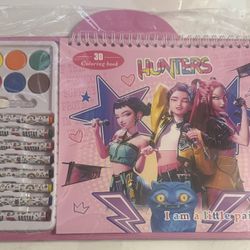 3D
Coloring book
HUNTERS
I am a little pai